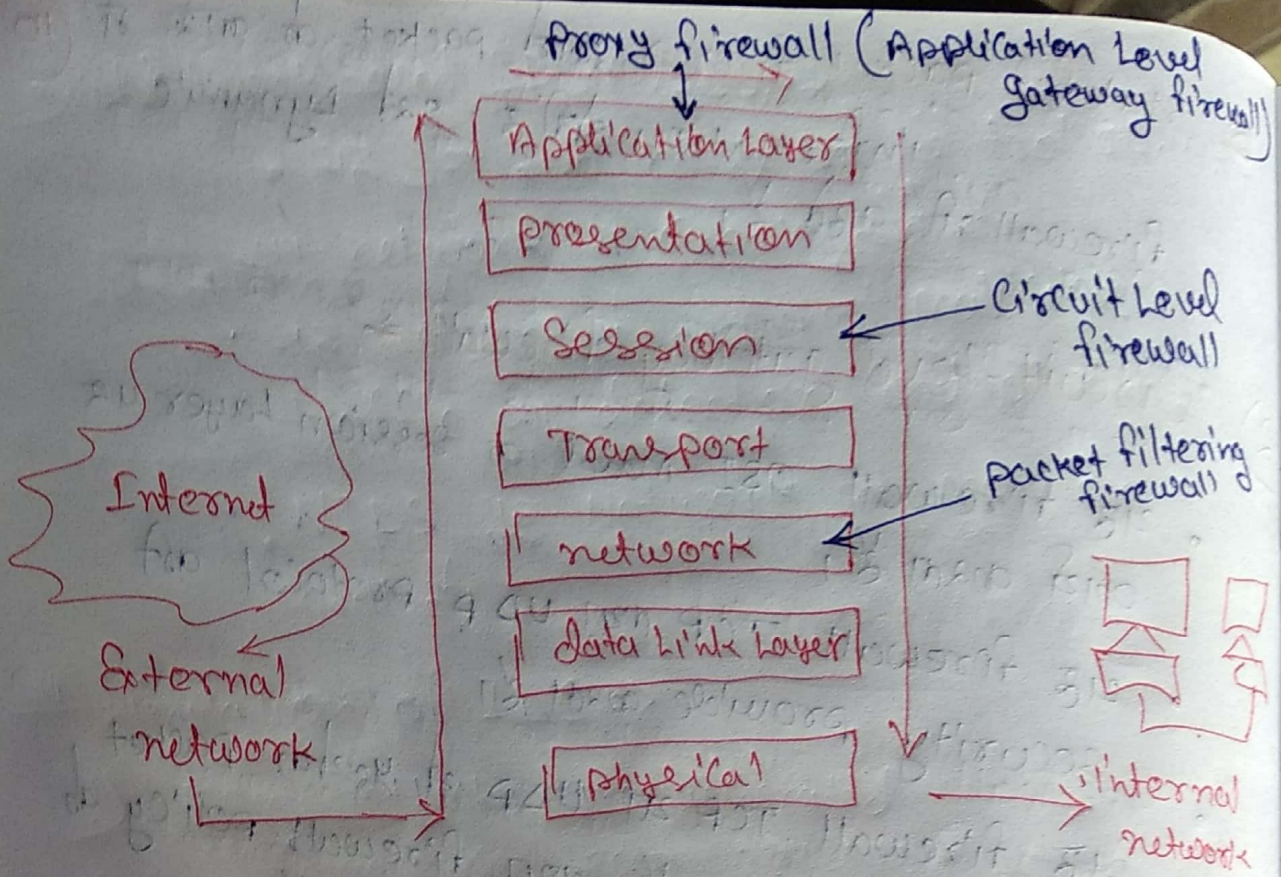 Proxy firewall (Application Level
gateway firewall)
Application Layer
presentation
Session
Circuit Level
firewall
Transport
packet filtering
firewall
network
Internet
data Link Layer
External
network
physical
Internal
network